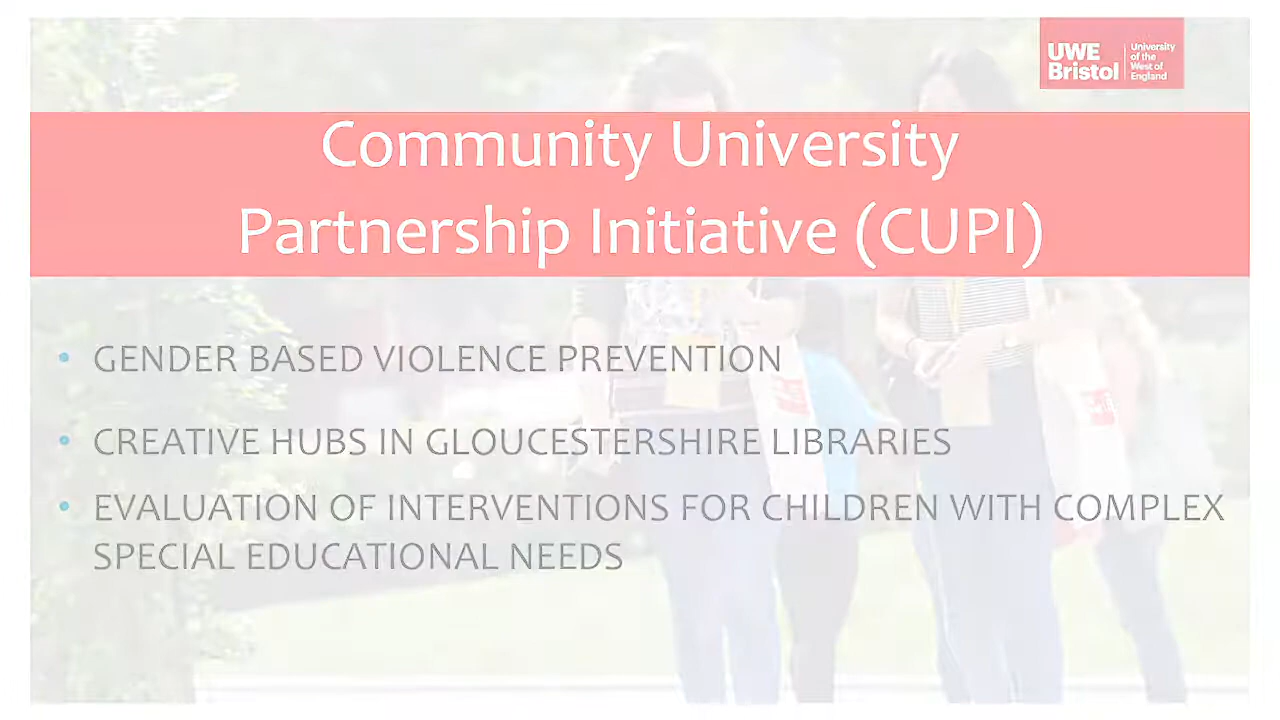 UWE Bristol
University of the West of England
Community University
Partnership Initiative (CUPI)
• GENDER BASED VIOLENCE PREVENTION
• CREATIVE HUBS IN GLOUCESTERSHIRE LIBRARIES
• EVALUATION OF INTERVENTIONS FOR CHILDREN WITH COMPLEX
SPECIAL EDUCATIONAL NEEDS